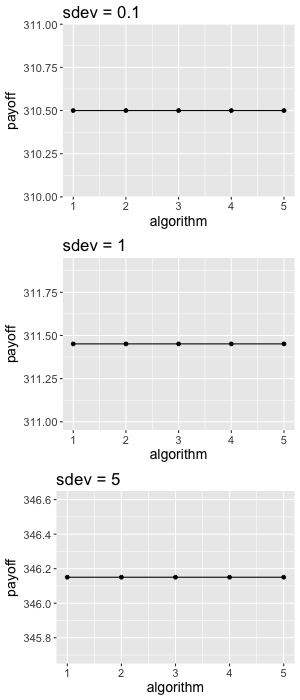 sdev = 0.1
311.00
310.75
310.50
310.25
310.00
payoff
1 2 3 4 5
algorithm
sdev = 1
311.75
311.50
311.25
311.00
payoff
1 2 3 4 5
algorithm
sdev = 5
346.6
346.4
346.2
346.0
345.8
payoff
1 2 3 4 5
algorithm